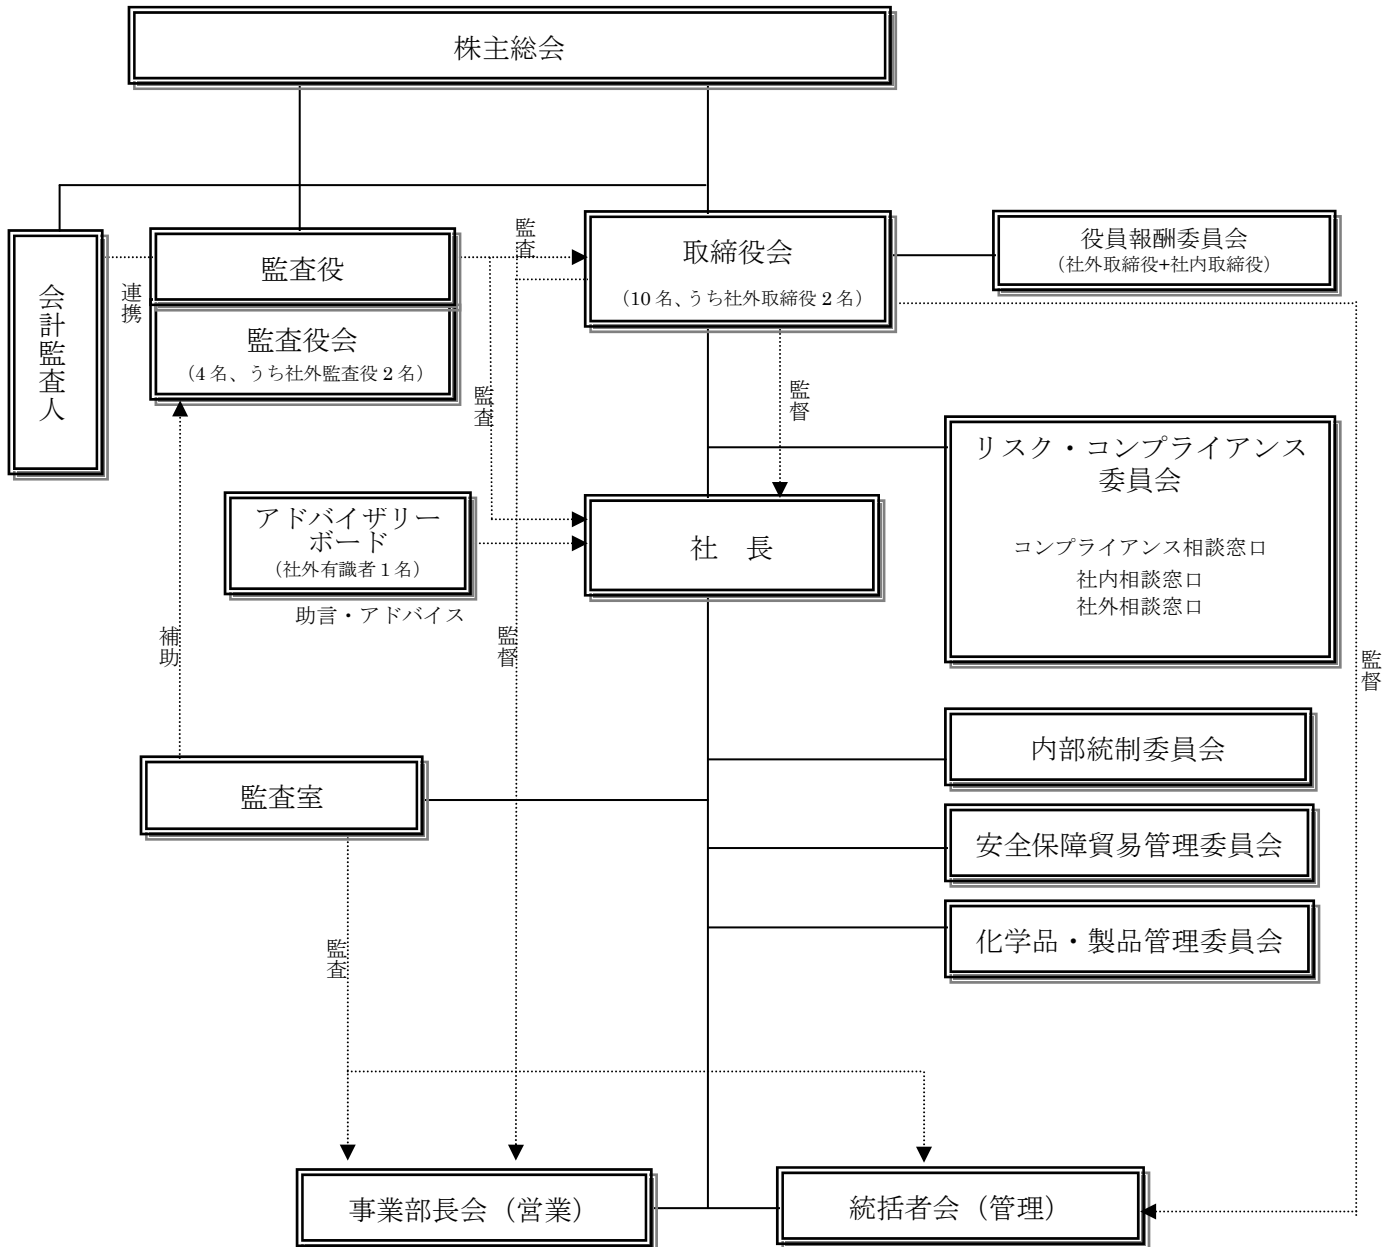 株主総会
監査
取締役会
（10 名、うち社外取締役 2 名）
役員報酬委員会
（社外取締役+社内取締役）
会計監査人
連携
監査役
監査役会
（4 名、うち社外監査役 2 名）
監査
監督
リスク・コンプライアンス
委員会
コンプライアンス相談窓口
社内相談窓口
社外相談窓口
アドバイザリー
ボード
（社外有識者 1 名）
助言・アドバイス
社　長
補助
監督
監督
内部統制委員会
監査室
安全保障貿易管理委員会
化学品・製品管理委員会
監査
事業部長会（営業）
統括者会（管理）